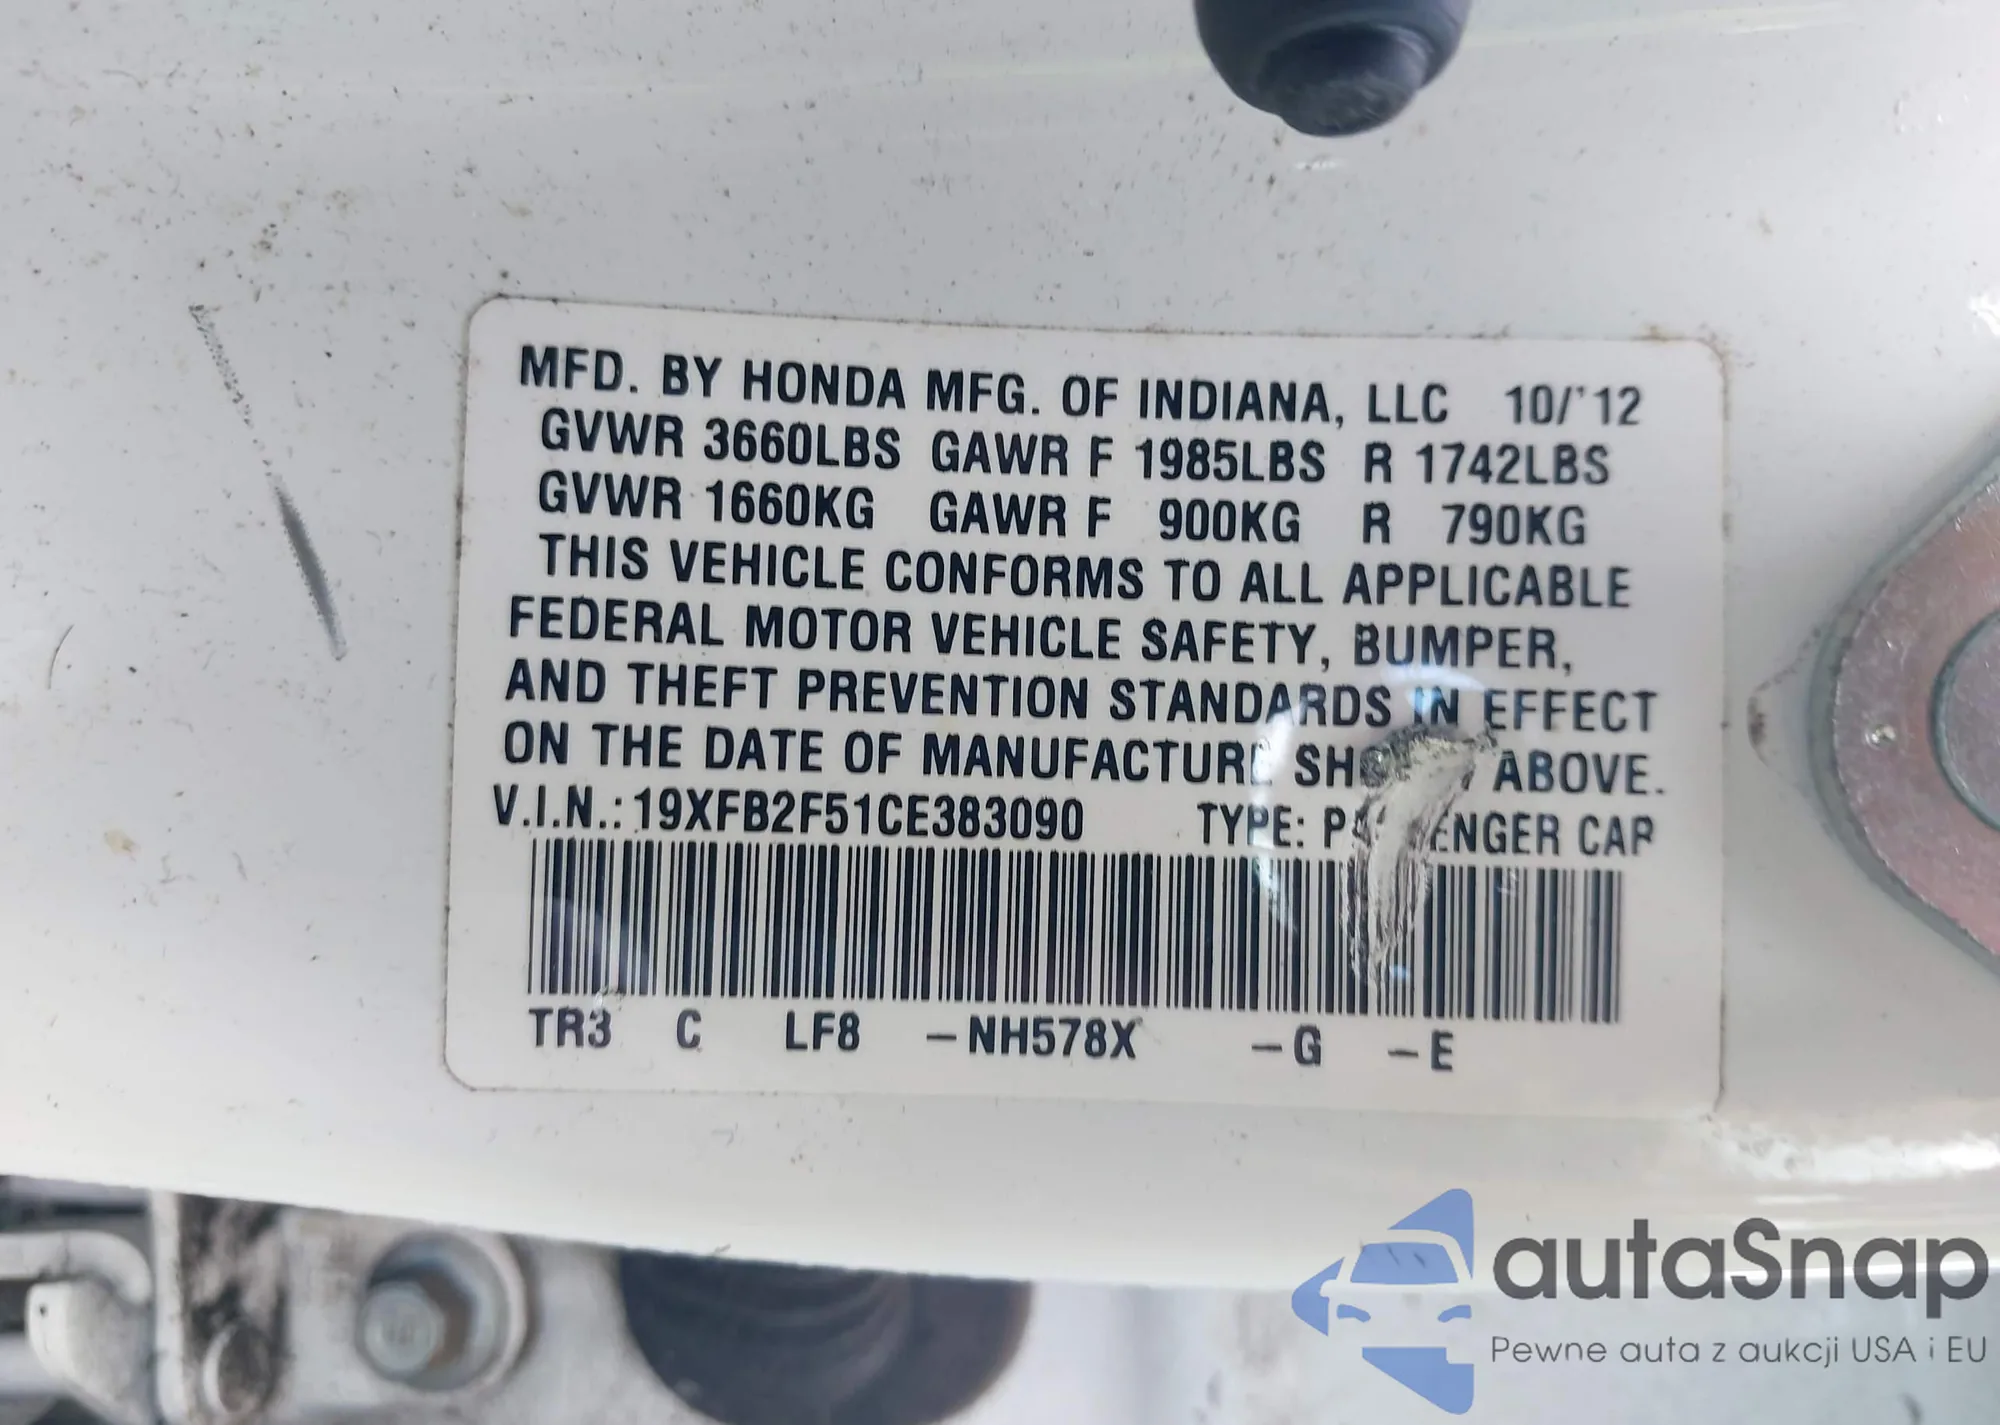 MFD. BY HONDA MFG. OF INDIANA, LLC 10/'12
GVWR 3660LBS GAWR F 1985LBS R 1742LBS
GVWR 1660KG GAWR F 900KG R 790KG
THIS VEHICLE CONFORMS TO ALL APPLICABLE
FEDERAL MOTOR VEHICLE SAFETY, BUMPER,
AND THEFT PREVENTION STANDARDS IN EFFECT
ON THE DATE OF MANUFACTURE ABOVE.
V.I.N.: 19XFB2F51CE383090 TYPE: CAR
TR3 C LF8 -NH578X -G -E
autaSnap
Pewne auta z aukcji USA i EU